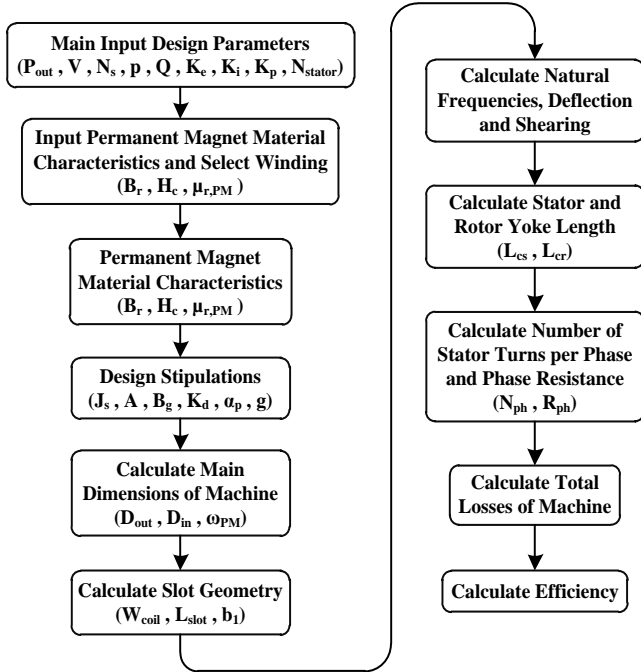 Main Input Design Parameters
(Pout , V, Ns , p, Q, Ke , Ki , Kp , Nstator)
Input Permanent Magnet Material
Characteristics and Select Winding
(Br , Hc , μr,PM )
Permanent Magnet
Material Characteristics
(Br , Hc , μr,PM )
Design Stipulations
(Js , A, Bg , Kd , αp , g)
Calculate Main
Dimensions of Machine
(Dout , Din , ωPM)
Calculate Slot Geometry
(Wcoil , Lslot , b1)
Calculate Natural
Frequencies, Deflection
and Shearing
Calculate Stator and
Rotor Yoke Length
(Lcs , Lcr)
Calculate Number of
Stator Turns per Phase
and Phase Resistance
(Nph , Rph)
Calculate Total
Losses of Machine
Calculate Efficiency